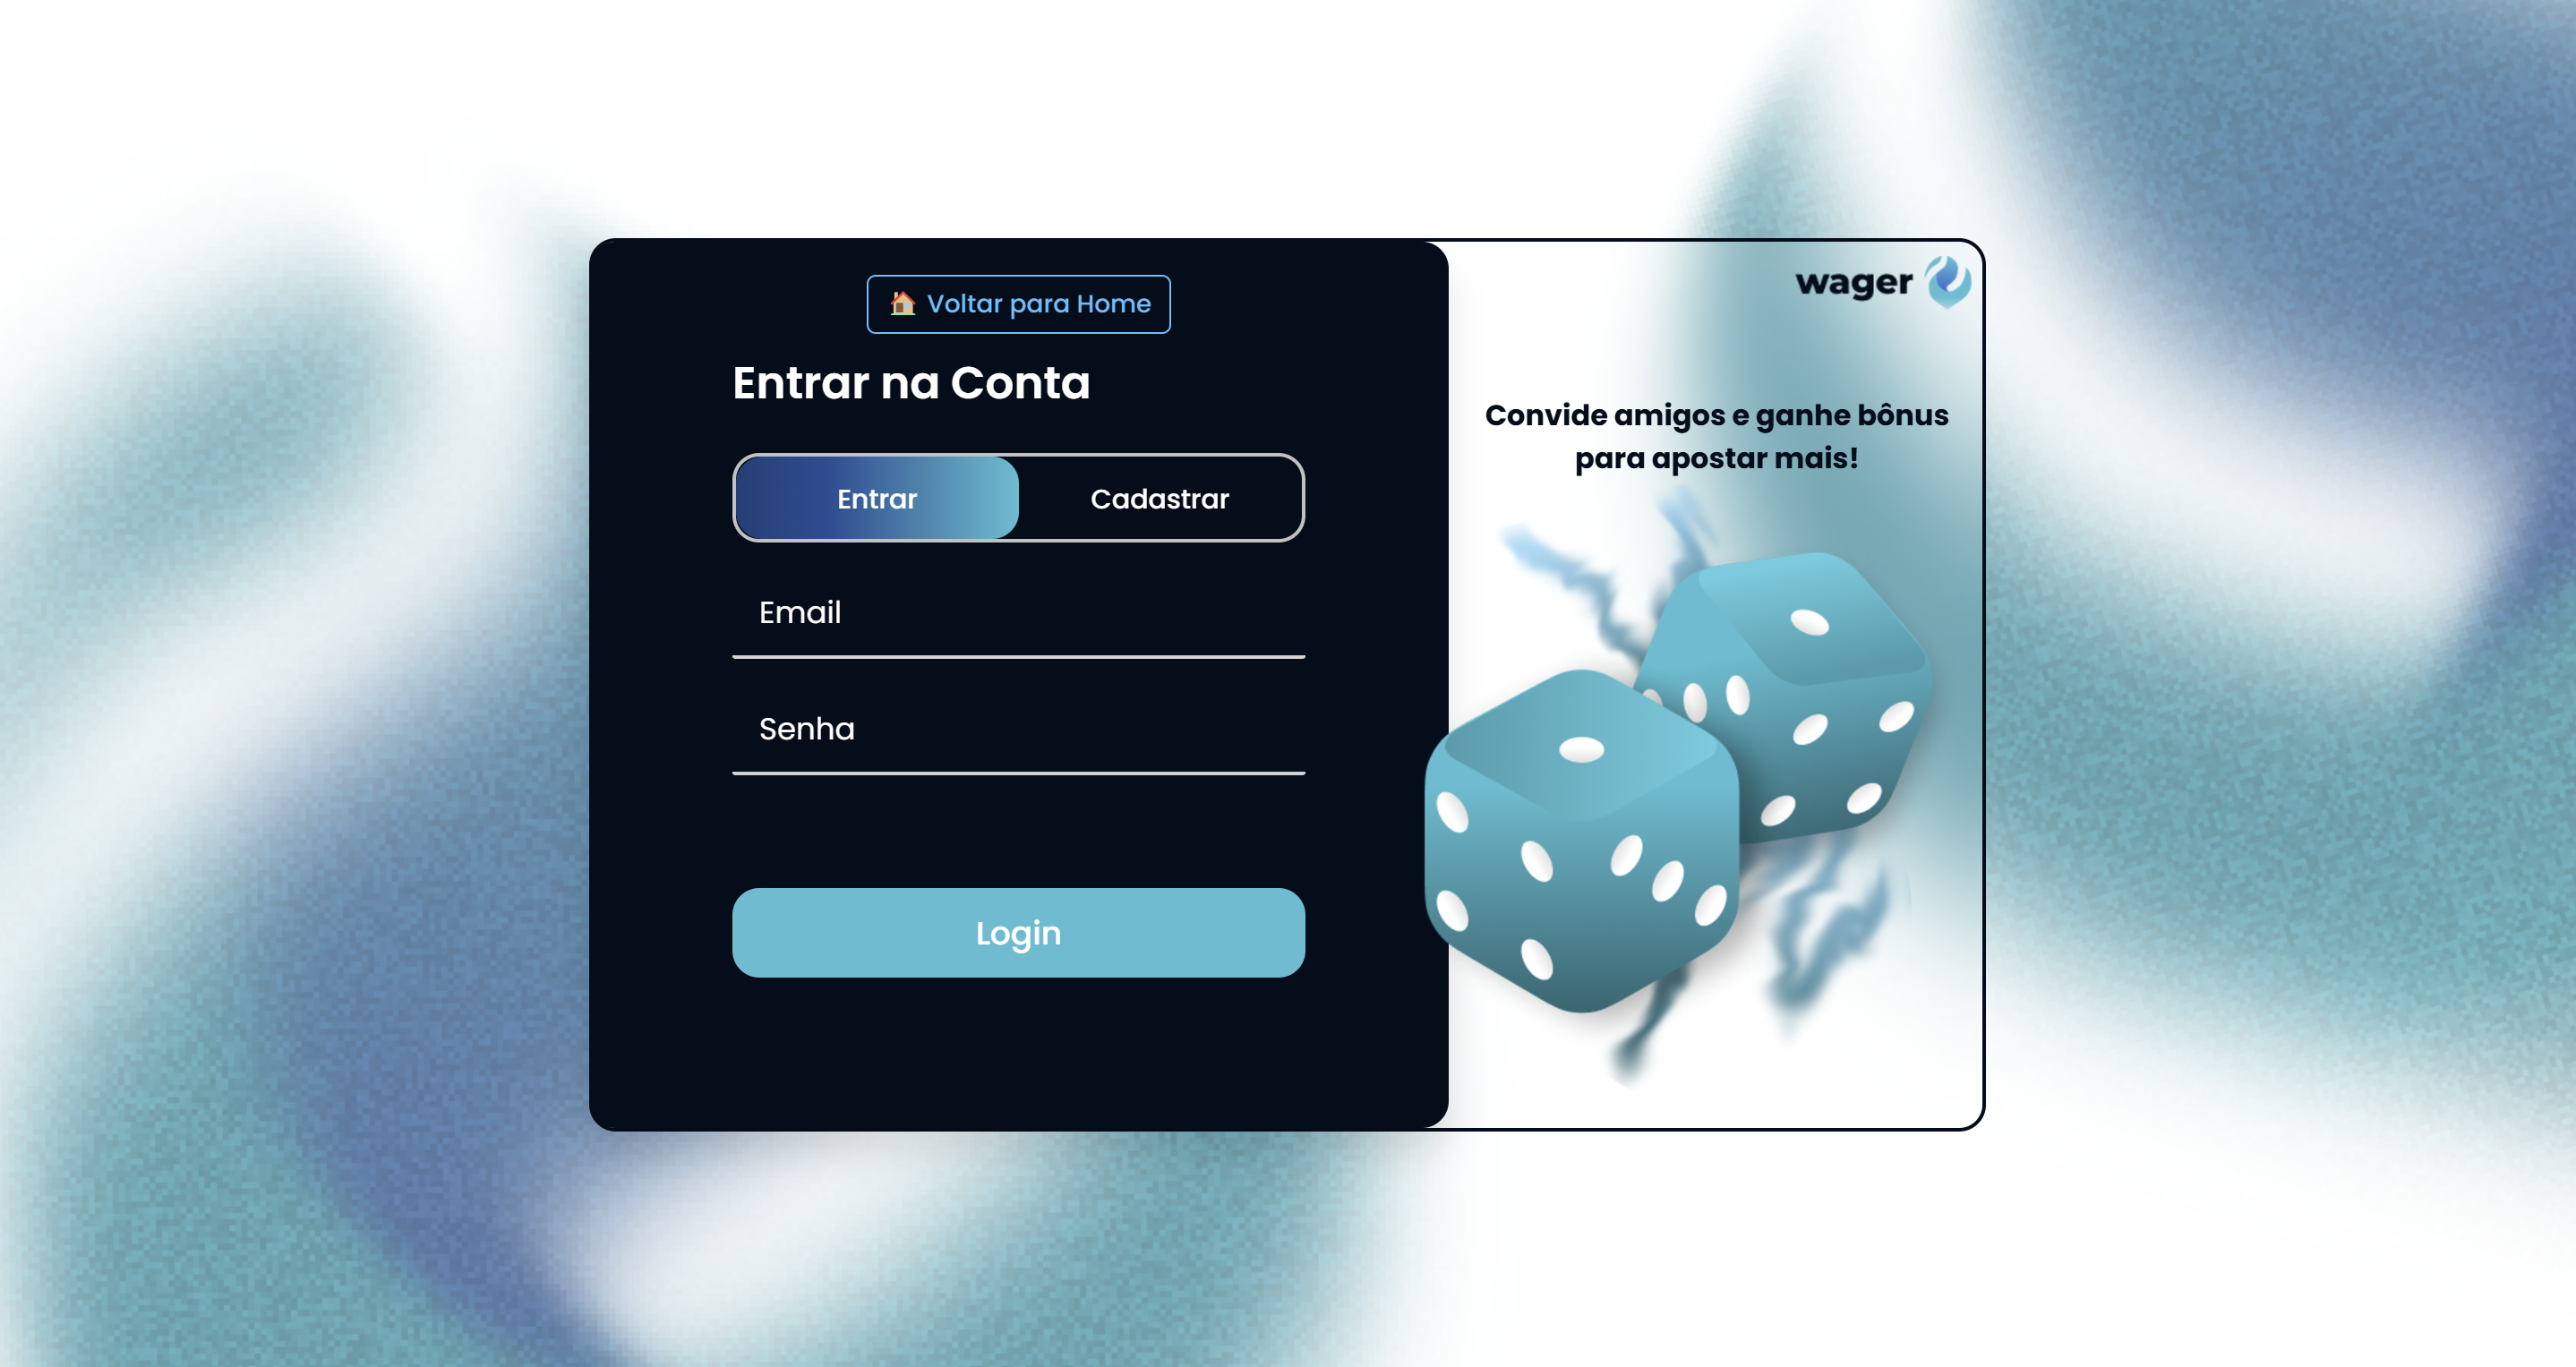 Voltar para Home
Entrar na Conta
Entrar
Cadastrar
Email
Senha
Login
wager
Convide amigos e ganhe bônus
para apostar mais!